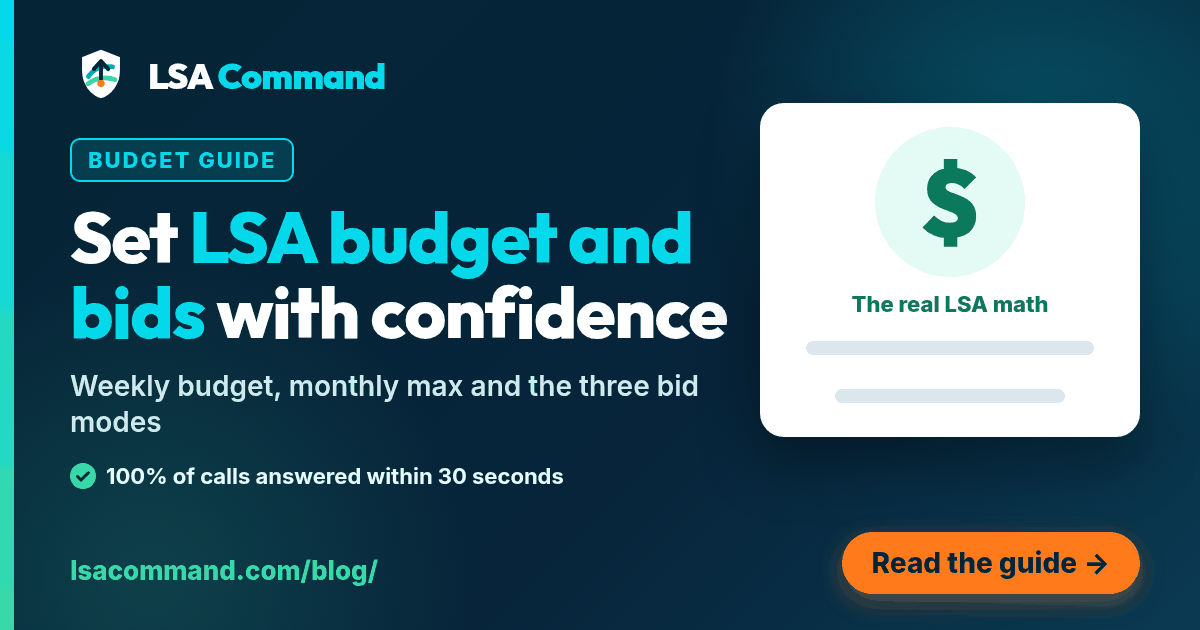 LSA Command
BUDGET GUIDE
Set LSA budget and
bids with confidence
Weekly budget, monthly max and the three bid
modes
100% of calls answered within 30 seconds
lsacommand.com/blog/
$
The real LSA math
Read the guide →